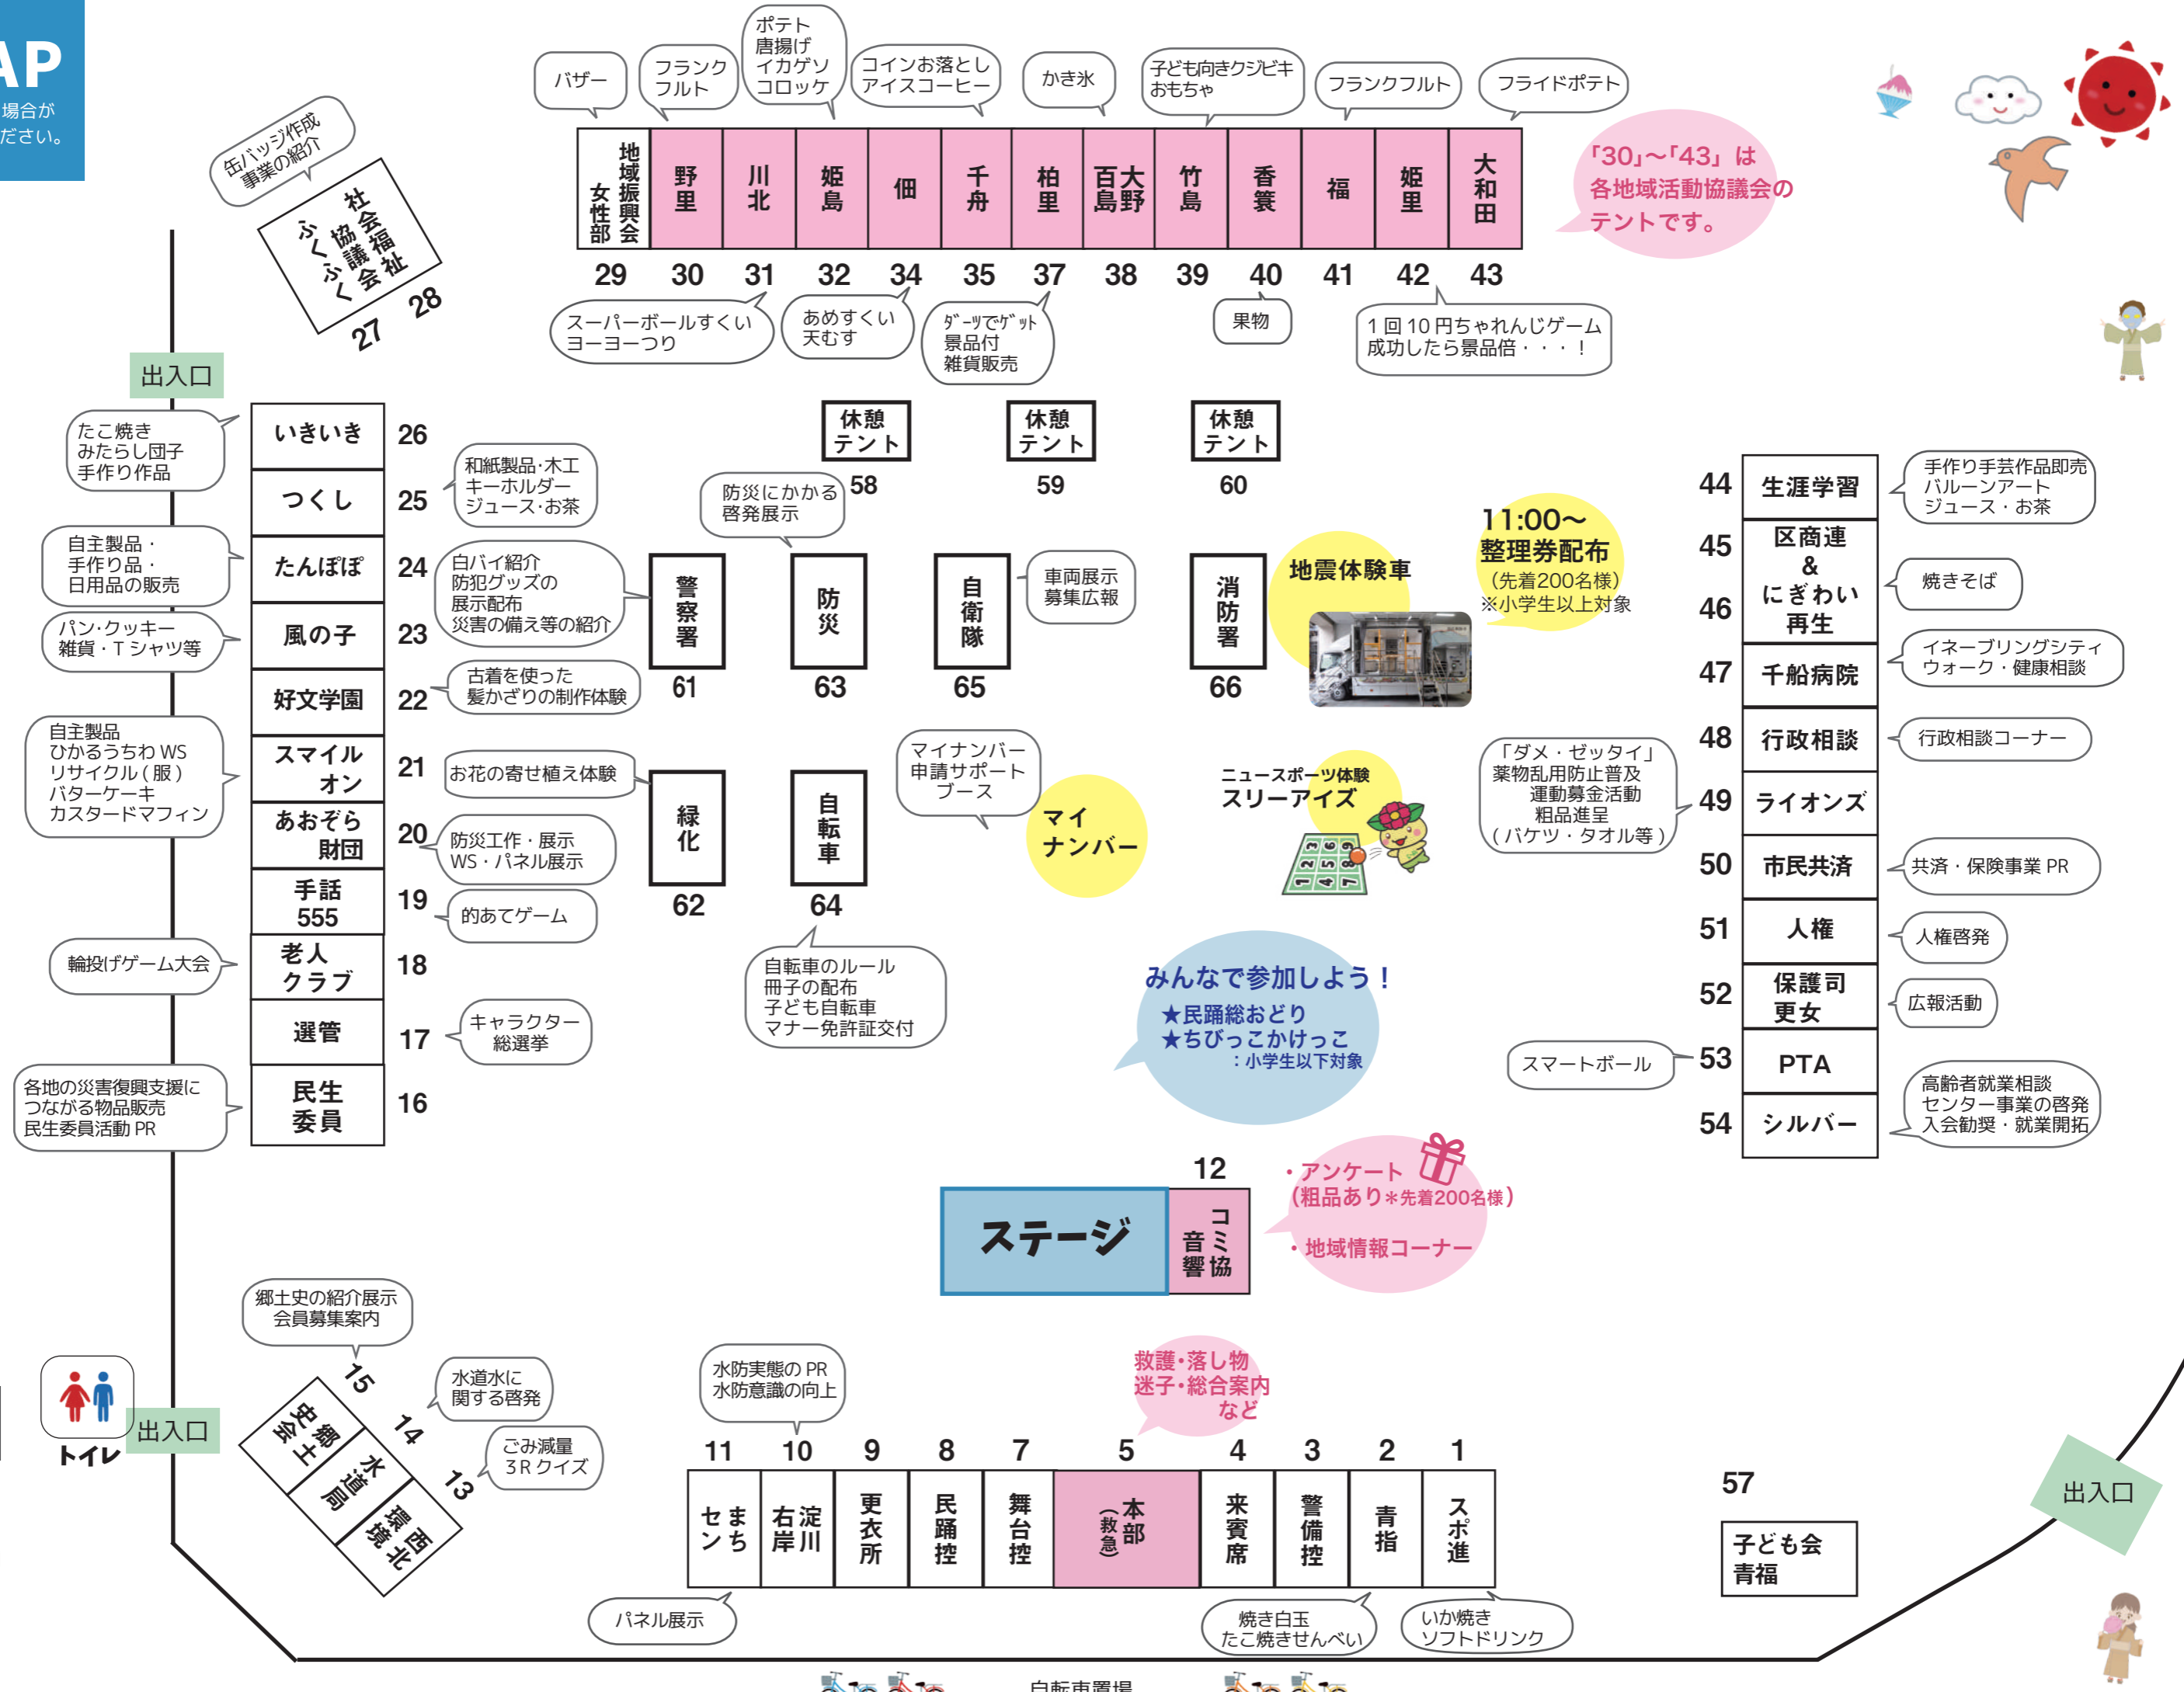 AP
場合が
ださい。
缶バッジ作成
事業の紹介
社会福祉
協議会
ふくふく
27
28
バザー
フランク
フルト
ポテト
唐揚げ
イカゲソ
コロッケ
コインお落とし
アイスコーヒー
かき氷
子ども向きクジビキ
おもちゃ
フランクフルト
フライドポテト
地域振興会
女性部
野里
川北
姫島
佃
千舟
柏里
大野
百島
竹島
香簑
福
姫里
大和田
29
30
31
32
34
35
37
38
39
40
41
42
43
「30」〜「43」は
各地域活動協議会の
テントです。
スーパーボールすくい
ヨーヨーつり
あめすくい
天むす
ﾀﾞｰﾂでｹﾞｯﾄ
景品付
雑貨販売
果物
1回10円ちゃれんじゲーム
成功したら景品倍・・・！
出入口
たこ焼き
みたらし団子
手作り作品
いきいき
26
つくし
25
和紙製品・木工
キーホルダー
ジュース・お茶
自主製品・
手作り品・
日用品の販売
たんぽぽ
24
パン・クッキー
雑貨・Tシャツ等
風の子
23
好文学園
22
古着を使った
髪かざりの制作体験
自主製品
ひかるうちわ WS
リサイクル ( 服 )
バターケーキ
カスタードマフィン
スマイル
オン
21
あおぞら
財団
20
防災工作・展示
WS・パネル展示
手話
555
19
的あてゲーム
輪投げゲーム大会
老人
クラブ
18
選管
17
キャラクター
総選挙
各地の災害復興支援に
つながる物品販売
民生委員活動 PR
民生
委員
16
休憩
テント
58
休憩
テント
59
休憩
テント
60
白バイ紹介
防犯グッズの
展示配布
災害の備え等の紹介
警察署
61
防災にかかる
啓発展示
防災
63
自衛隊
65
車両展示
募集広報
消防署
66
地震体験車
11:00〜
整理券配布
（先着200名様）
※小学生以上対象
お花の寄せ植え体験
緑化
62
自転車
64
自転車のルール
冊子の配布
子ども自転車
マナー免許証交付
マイナンバー
申請サポート
ブース
マイ
ナンバー
ニュースポーツ体験
スリーアイズ
3 6 9
2 5 8
1 4 7
みんなで参加しよう！
★民踊総おどり
★ちびっこかけっこ
：小学生以下対象
44
生涯学習
手作り手芸作品即売
バルーンアート
ジュース・お茶
45
46
区商連
&
にぎわい
再生
焼きそば
47
千船病院
イネーブリングシティ
ウォーク・健康相談
48
行政相談
行政相談コーナー
「ダメ・ゼッタイ」
薬物乱用防止普及
運動募金活動
粗品進呈
( バケツ・タオル等 )
49
ライオンズ
50
市民共済
共済・保険事業 PR
51
人権
人権啓発
52
保護司
更女
広報活動
スマートボール
53
PTA
54
シルバー
高齢者就業相談
センター事業の啓発
入会勧奨・就業開拓
ステージ
12
コミ協
音響
・アンケート
（粗品あり＊先着200名様）
・地域情報コーナー
郷土史の紹介展示
会員募集案内
15
郷土
史会
水道水に
関する啓発
14
水道局
ごみ減量
３R クイズ
13
西北
環境
トイレ
出入口
水防実態の PR
水防意識の向上
救護・落し物
迷子・総合案内
など
11
10
9
8
7
5
4
3
2
1
まち
セン
淀川
右岸
更衣所
民踊控
舞台控
本部
（救急）
来賓席
警備控
青指
スポ進
パネル展示
焼き白玉
たこ焼きせんべい
いか焼き
ソフトドリンク
57
子ども会
青福
出入口
自転車置場